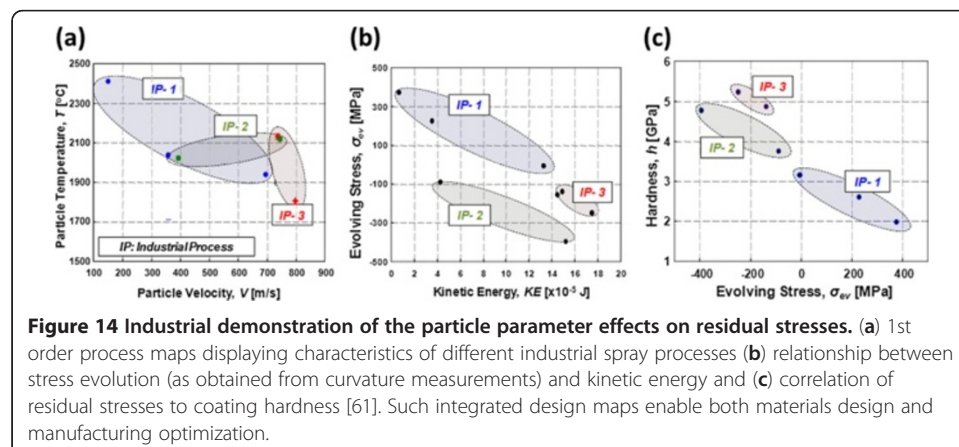 (a)
(b)
(c)
Particle Temperature, T [°C]
2500
2300
2100
1900
1700
1500
IP- 1
IP- 2
IP- 3
IP: Industrial Process
100 200 300 400 500 600 700 800 900
Particle Velocity, V [m/s]
Evolving Stress, σev [MPa]
500
300
100
-100
-300
-500
IP- 1
IP- 2
IP- 3
0 2 4 6 8 10 12 14 16 18 20
Kinetic Energy, KE [x10-5 J]
Hardness, h [GPa]
6
5
4
3
2
1
IP- 3
IP- 2
IP- 1
-400 -200 0 200 400
Evolving Stress, σev [MPa]
Figure 14 Industrial demonstration of the particle parameter effects on residual stresses. (a) 1st
order process maps displaying characteristics of different industrial spray processes (b) relationship between
stress evolution (as obtained from curvature measurements) and kinetic energy and (c) correlation of
residual stresses to coating hardness [61]. Such integrated design maps enable both materials design and
manufacturing optimization.